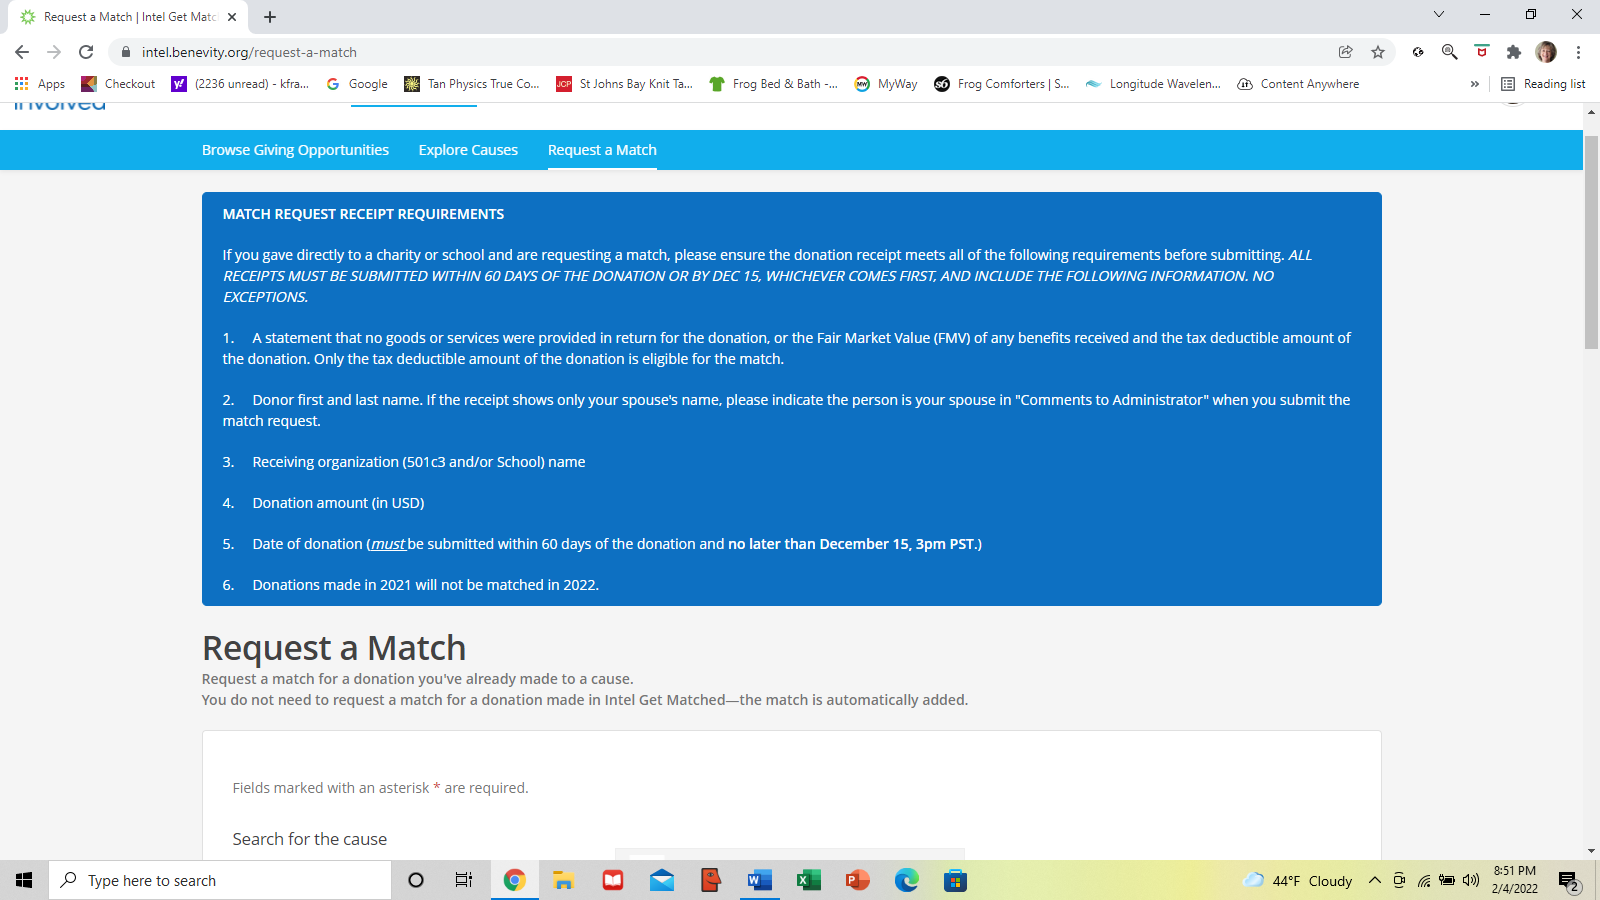 Request a Match | Intel Get Matc
intel.benevity.org/request-a-match
Apps
Checkout
(2236 unread) - kfra...
Google
Tan Physics True Co...
JCP
St Johns Bay Knit Ta...
Frog Bed & Bath -...
MyWay
Frog Comforters | S...
Longitude Wavelen...
Content Anywhere
»
Reading list
involved
Browse Giving Opportunities
Explore Causes
Request a Match
MATCH REQUEST RECEIPT REQUIREMENTS
If you gave directly to a charity or school and are requesting a match, please ensure the donation receipt meets all of the following requirements before submitting. ALL
RECEIPTS MUST BE SUBMITTED WITHIN 60 DAYS OF THE DONATION OR BY DEC 15, WHICHEVER COMES FIRST, AND INCLUDE THE FOLLOWING INFORMATION. NO
EXCEPTIONS.
1. A statement that no goods or services were provided in return for the donation, or the Fair Market Value (FMV) of any benefits received and the tax deductible amount of
the donation. Only the tax deductible amount of the donation is eligible for the match.
2. Donor first and last name. If the receipt shows only your spouse's name, please indicate the person is your spouse in "Comments to Administrator" when you submit the
match request.
3. Receiving organization (501c3 and/or School) name
4. Donation amount (in USD)
5. Date of donation (must be submitted within 60 days of the donation and no later than December 15, 3pm PST.)
6. Donations made in 2021 will not be matched in 2022.
Request a Match
Request a match for a donation you've already made to a cause.
You do not need to request a match for a donation made in Intel Get Matched—the match is automatically added.
Fields marked with an asterisk * are required.
Search for the cause
Type here to search
44°F Cloudy
8:51 PM
2/4/2022
2